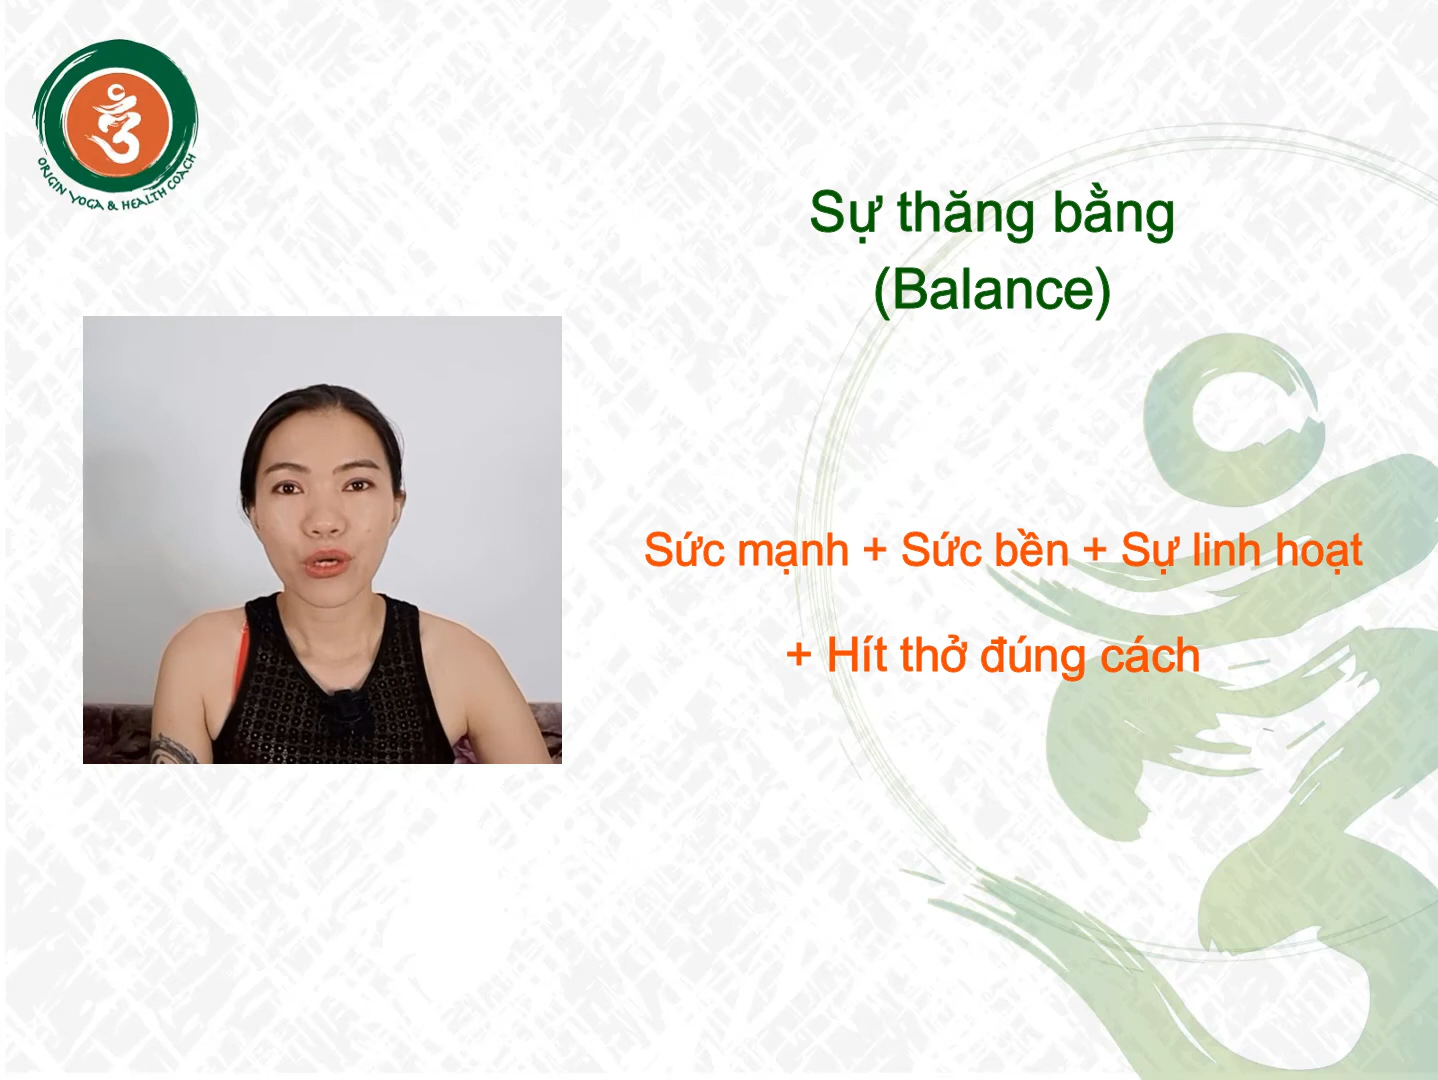 ORIGIN YOGA & HEALTH COACH
Sự thăng bằng
(Balance)
Sức mạnh + Sức bền + Sự linh hoạt
+ Hít thở đúng cách